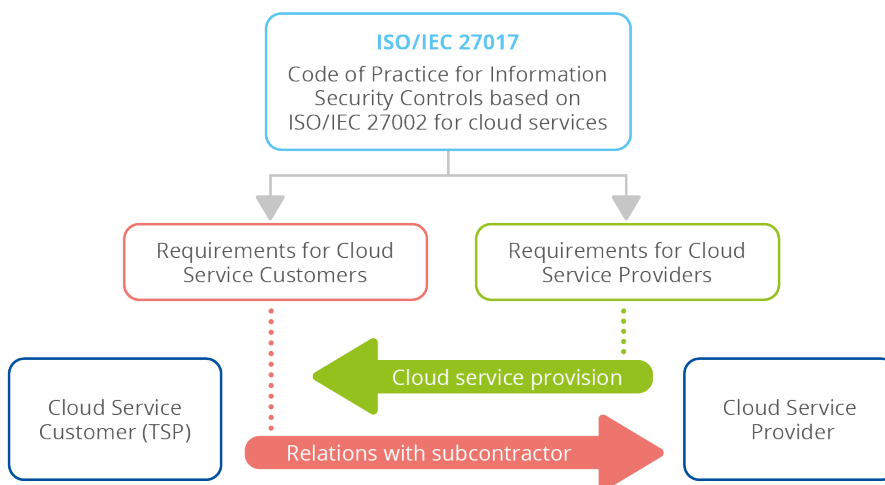 ISO/IEC 27017
Code of Practice for Information
Security Controls based on
ISO/IEC 27002 for cloud services
Requirements for Cloud
Service Customers
Requirements for Cloud
Service Providers
Cloud service provision
Cloud Service
Customer (TSP)
Cloud Service
Provider
Relations with subcontractor